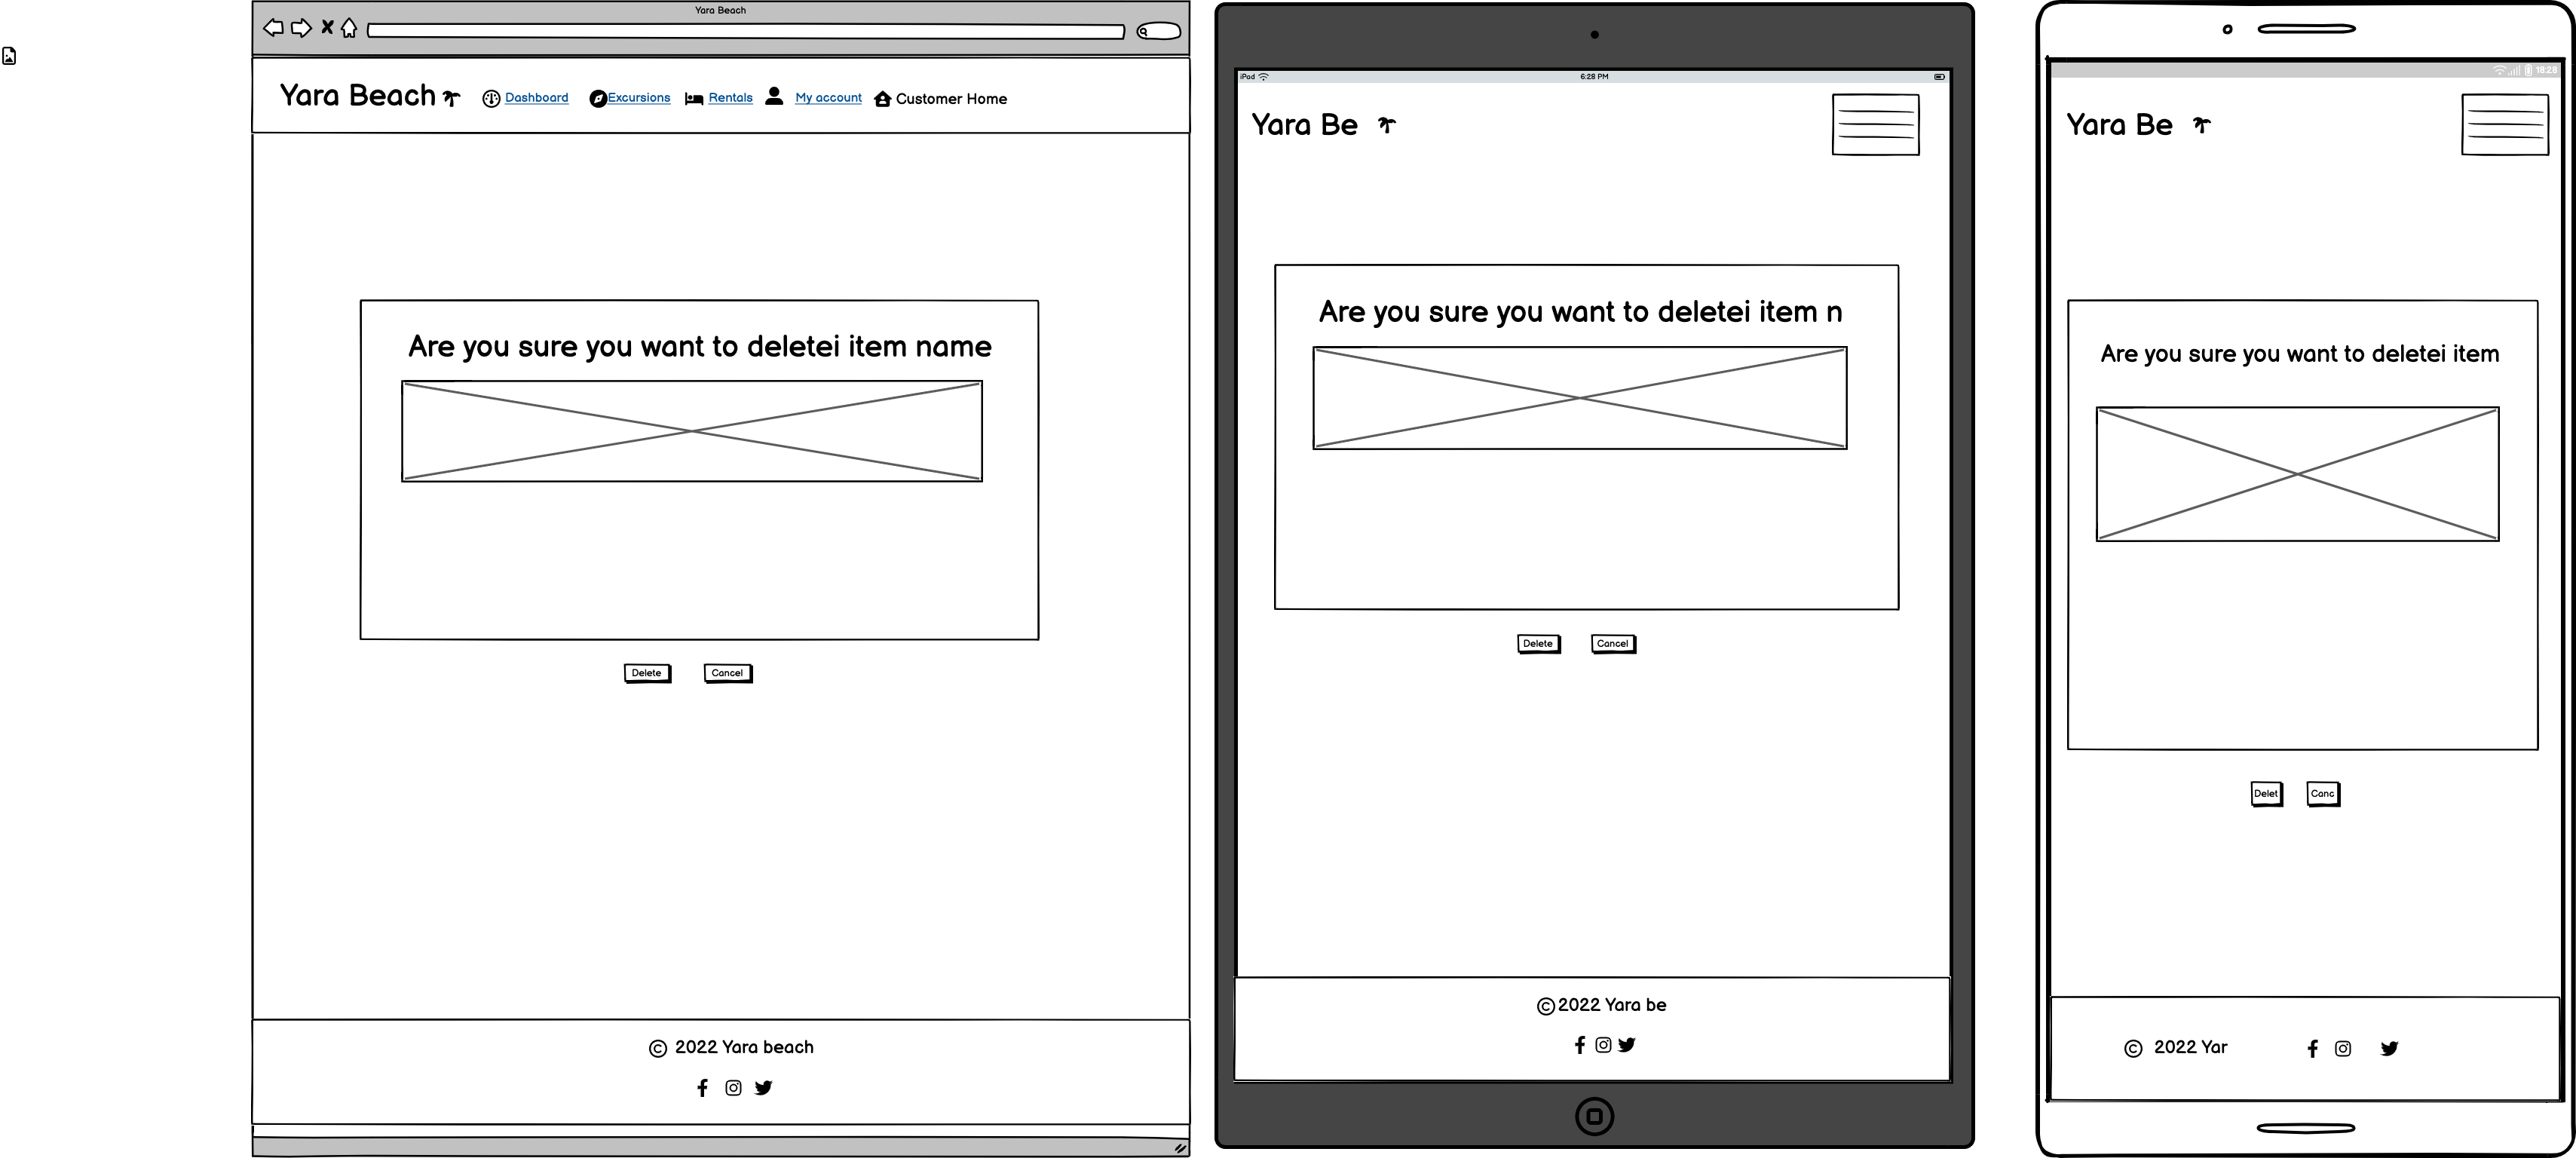 Yara Beach
Yara Beach Dashboard Excursions Rentals My account Customer Home
Are you sure you want to deletei item name
Delete Cancel
2022 Yara beach
iPad 6:28 PM
Yara Be
Are you sure you want to deletei item n
Delete Cancel
©2022 Yara be
18:28
Yara Be
Are you sure you want to deletei item
Delet Canc
© 2022 Yar